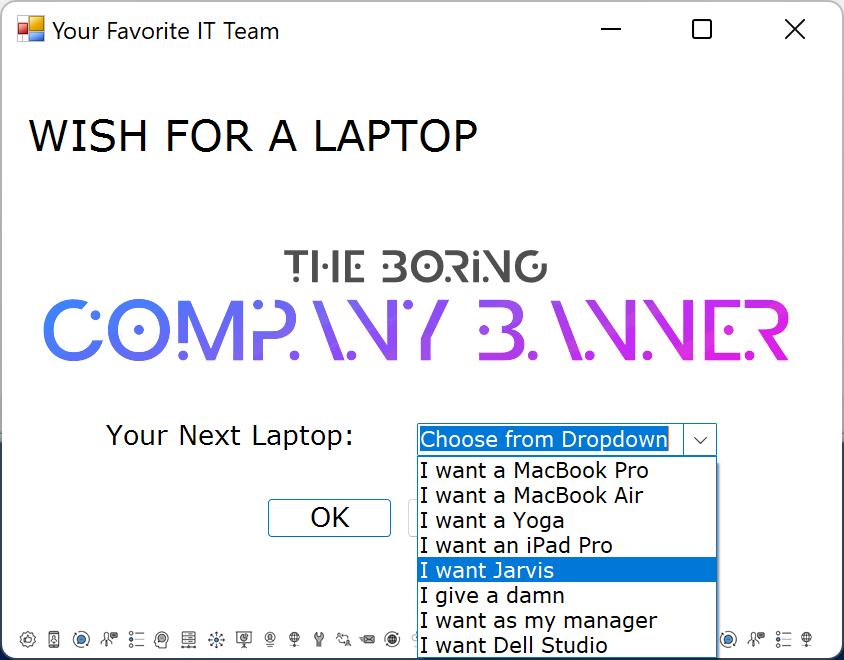 Your Favorite IT Team
WISH FOR A LAPTOP
THE BORING
COMPANY BANNER
Your Next Laptop:
Choose from Dropdown
I want a MacBook Pro
I want a MacBook Air
I want a Yoga
I want an iPad Pro
I want Jarvis
I give a damn
I want as my manager
I want Dell Studio
OK